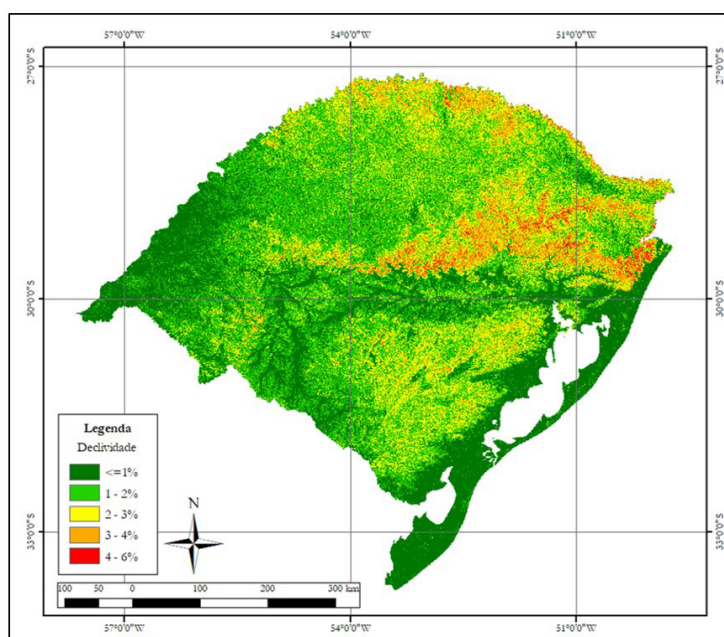 57°0'0"W 54°0'0"W 51°0'0"W
27°0'0"S 27°0'0"S
30°0'0"S 30°0'0"S
Legenda
Declividade
<=1%
1 - 2%
2 - 3%
3 - 4%
4 - 6%
N
33°0'0"S 33°0'0"S
100 50 0 100 200 300 km
57°0'0"W 54°0'0"W 51°0'0"W